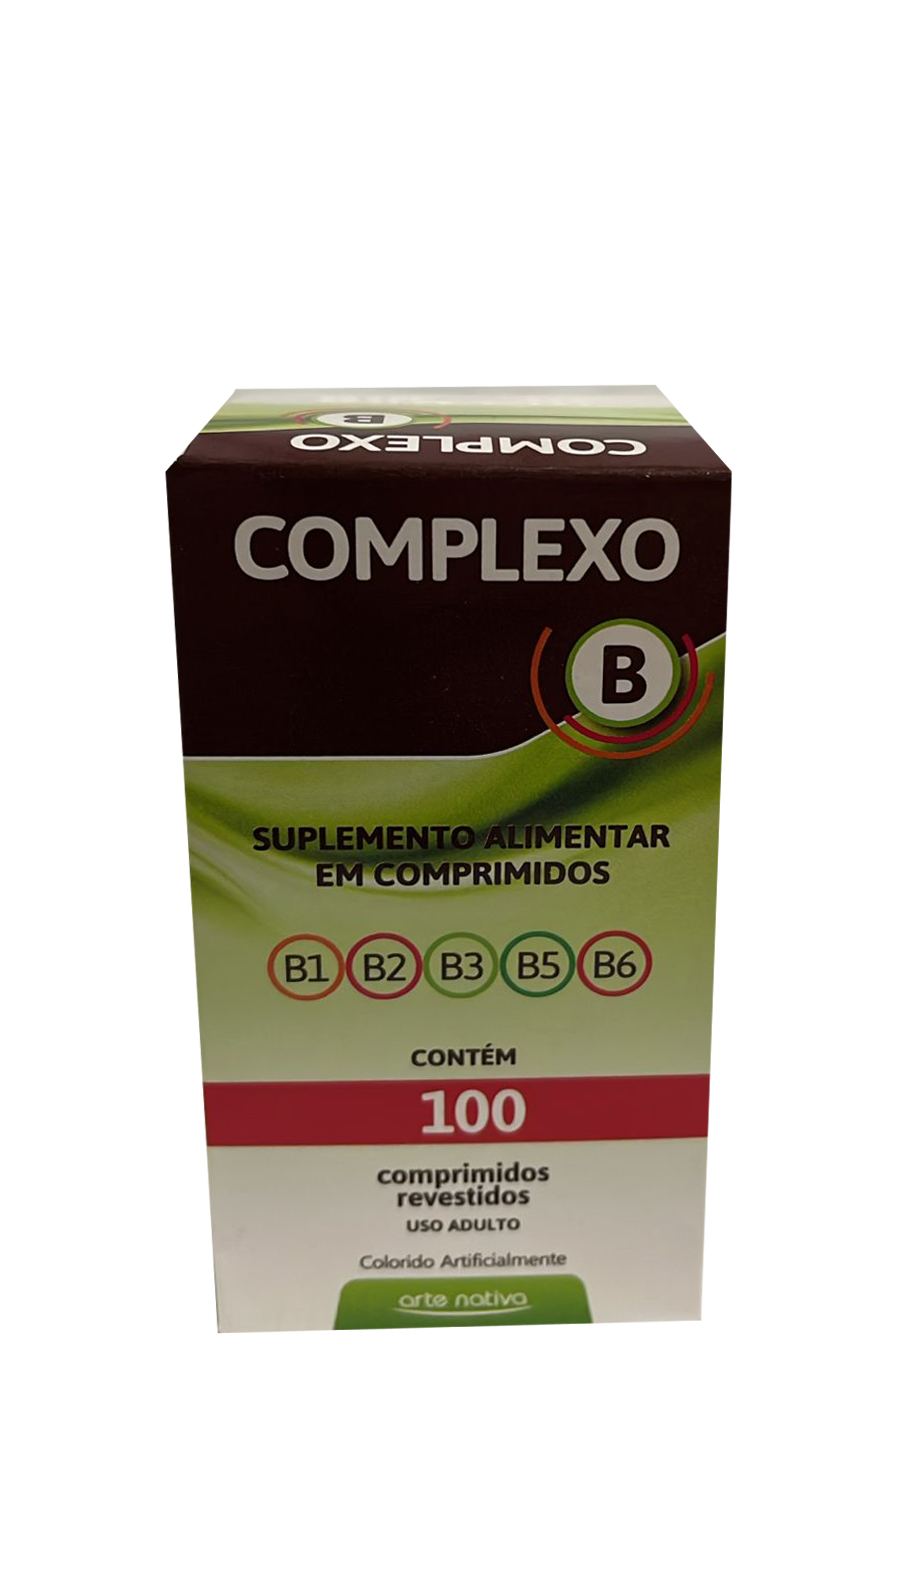 COMPLEXO
B
COMPLEXO
B
SUPLEMENTO ALIMENTAR
EM COMPRIMIDOS
B1 B2 B3 B5 B6
CONTÉM
100
comprimidos
revestidos
USO ADULTO
Colorido Artificialmente
arte nativa